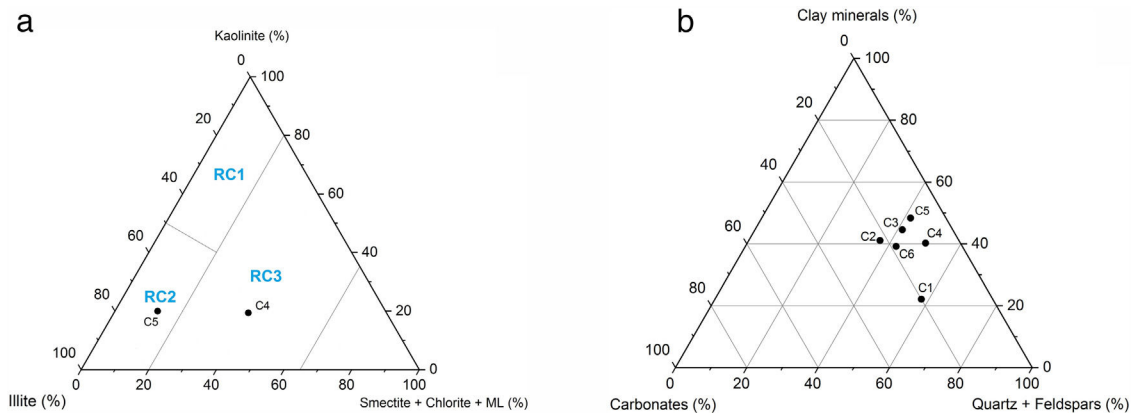 a
Kaolinite (%)
0
100
20
80
40
60
60
40
80
20
100
0
0
20
40
60
80
100
RC1
RC2
RC3
C5
C4
Illite (%)
Smectite + Chlorite + ML (%)
b
Clay minerals (%)
0
100
20
80
40
60
60
40
80
20
100
0
0
20
40
60
80
100
C5
C3
C2
C4
C6
C1
Carbonates (%)
Quartz + Feldspars (%)